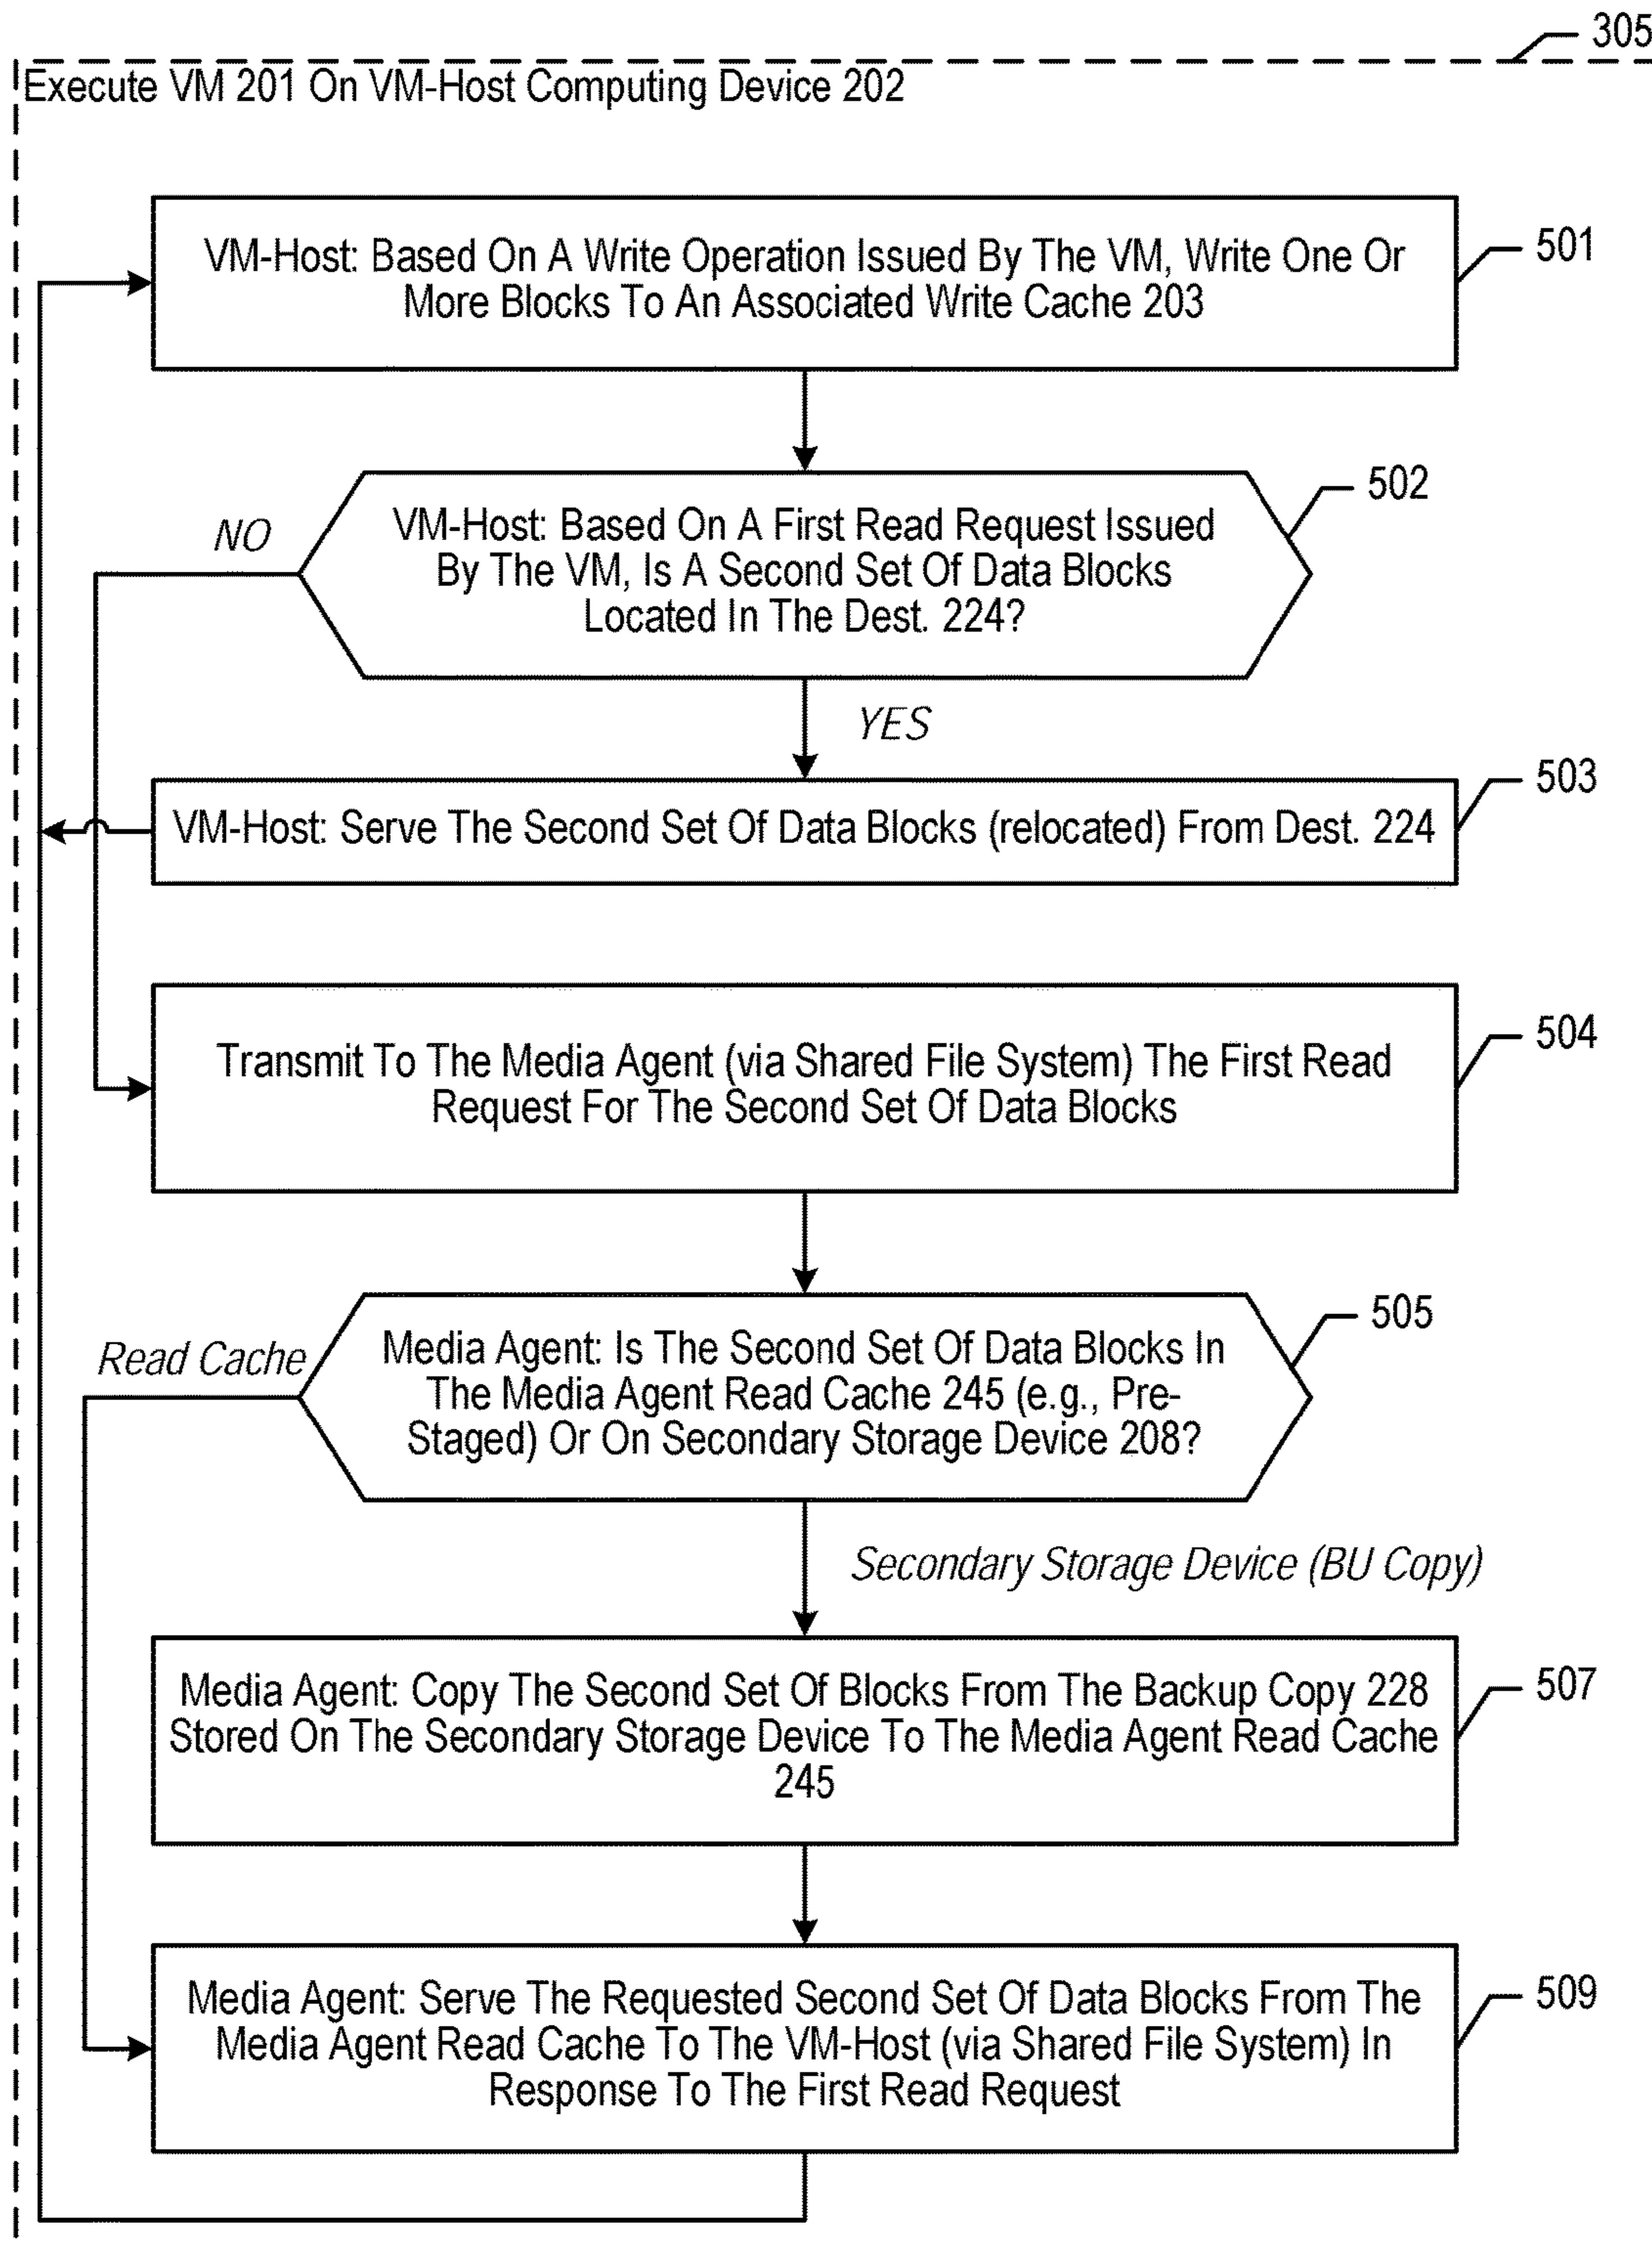 305
Execute VM 201 On VM-Host Computing Device 202
VM-Host: Based On A Write Operation Issued By The VM, Write One Or
More Blocks To An Associated Write Cache 203
501
502
NO
VM-Host: Based On A First Read Request Issued
By The VM, Is A Second Set Of Data Blocks
Located In The Dest. 224?
YES
503
VM-Host: Serve The Second Set Of Data Blocks (relocated) From Dest. 224
504
Transmit To The Media Agent (via Shared File System) The First Read
Request For The Second Set Of Data Blocks
505
Read Cache
Media Agent: Is The Second Set Of Data Blocks In
The Media Agent Read Cache 245 (e.g., Pre-
Staged) Or On Secondary Storage Device 208?
Secondary Storage Device (BU Copy)
Media Agent: Copy The Second Set Of Blocks From The Backup Copy 228
Stored On The Secondary Storage Device To The Media Agent Read Cache
245
507
Media Agent: Serve The Requested Second Set Of Data Blocks From The
Media Agent Read Cache To The VM-Host (via Shared File System) In
Response To The First Read Request
509